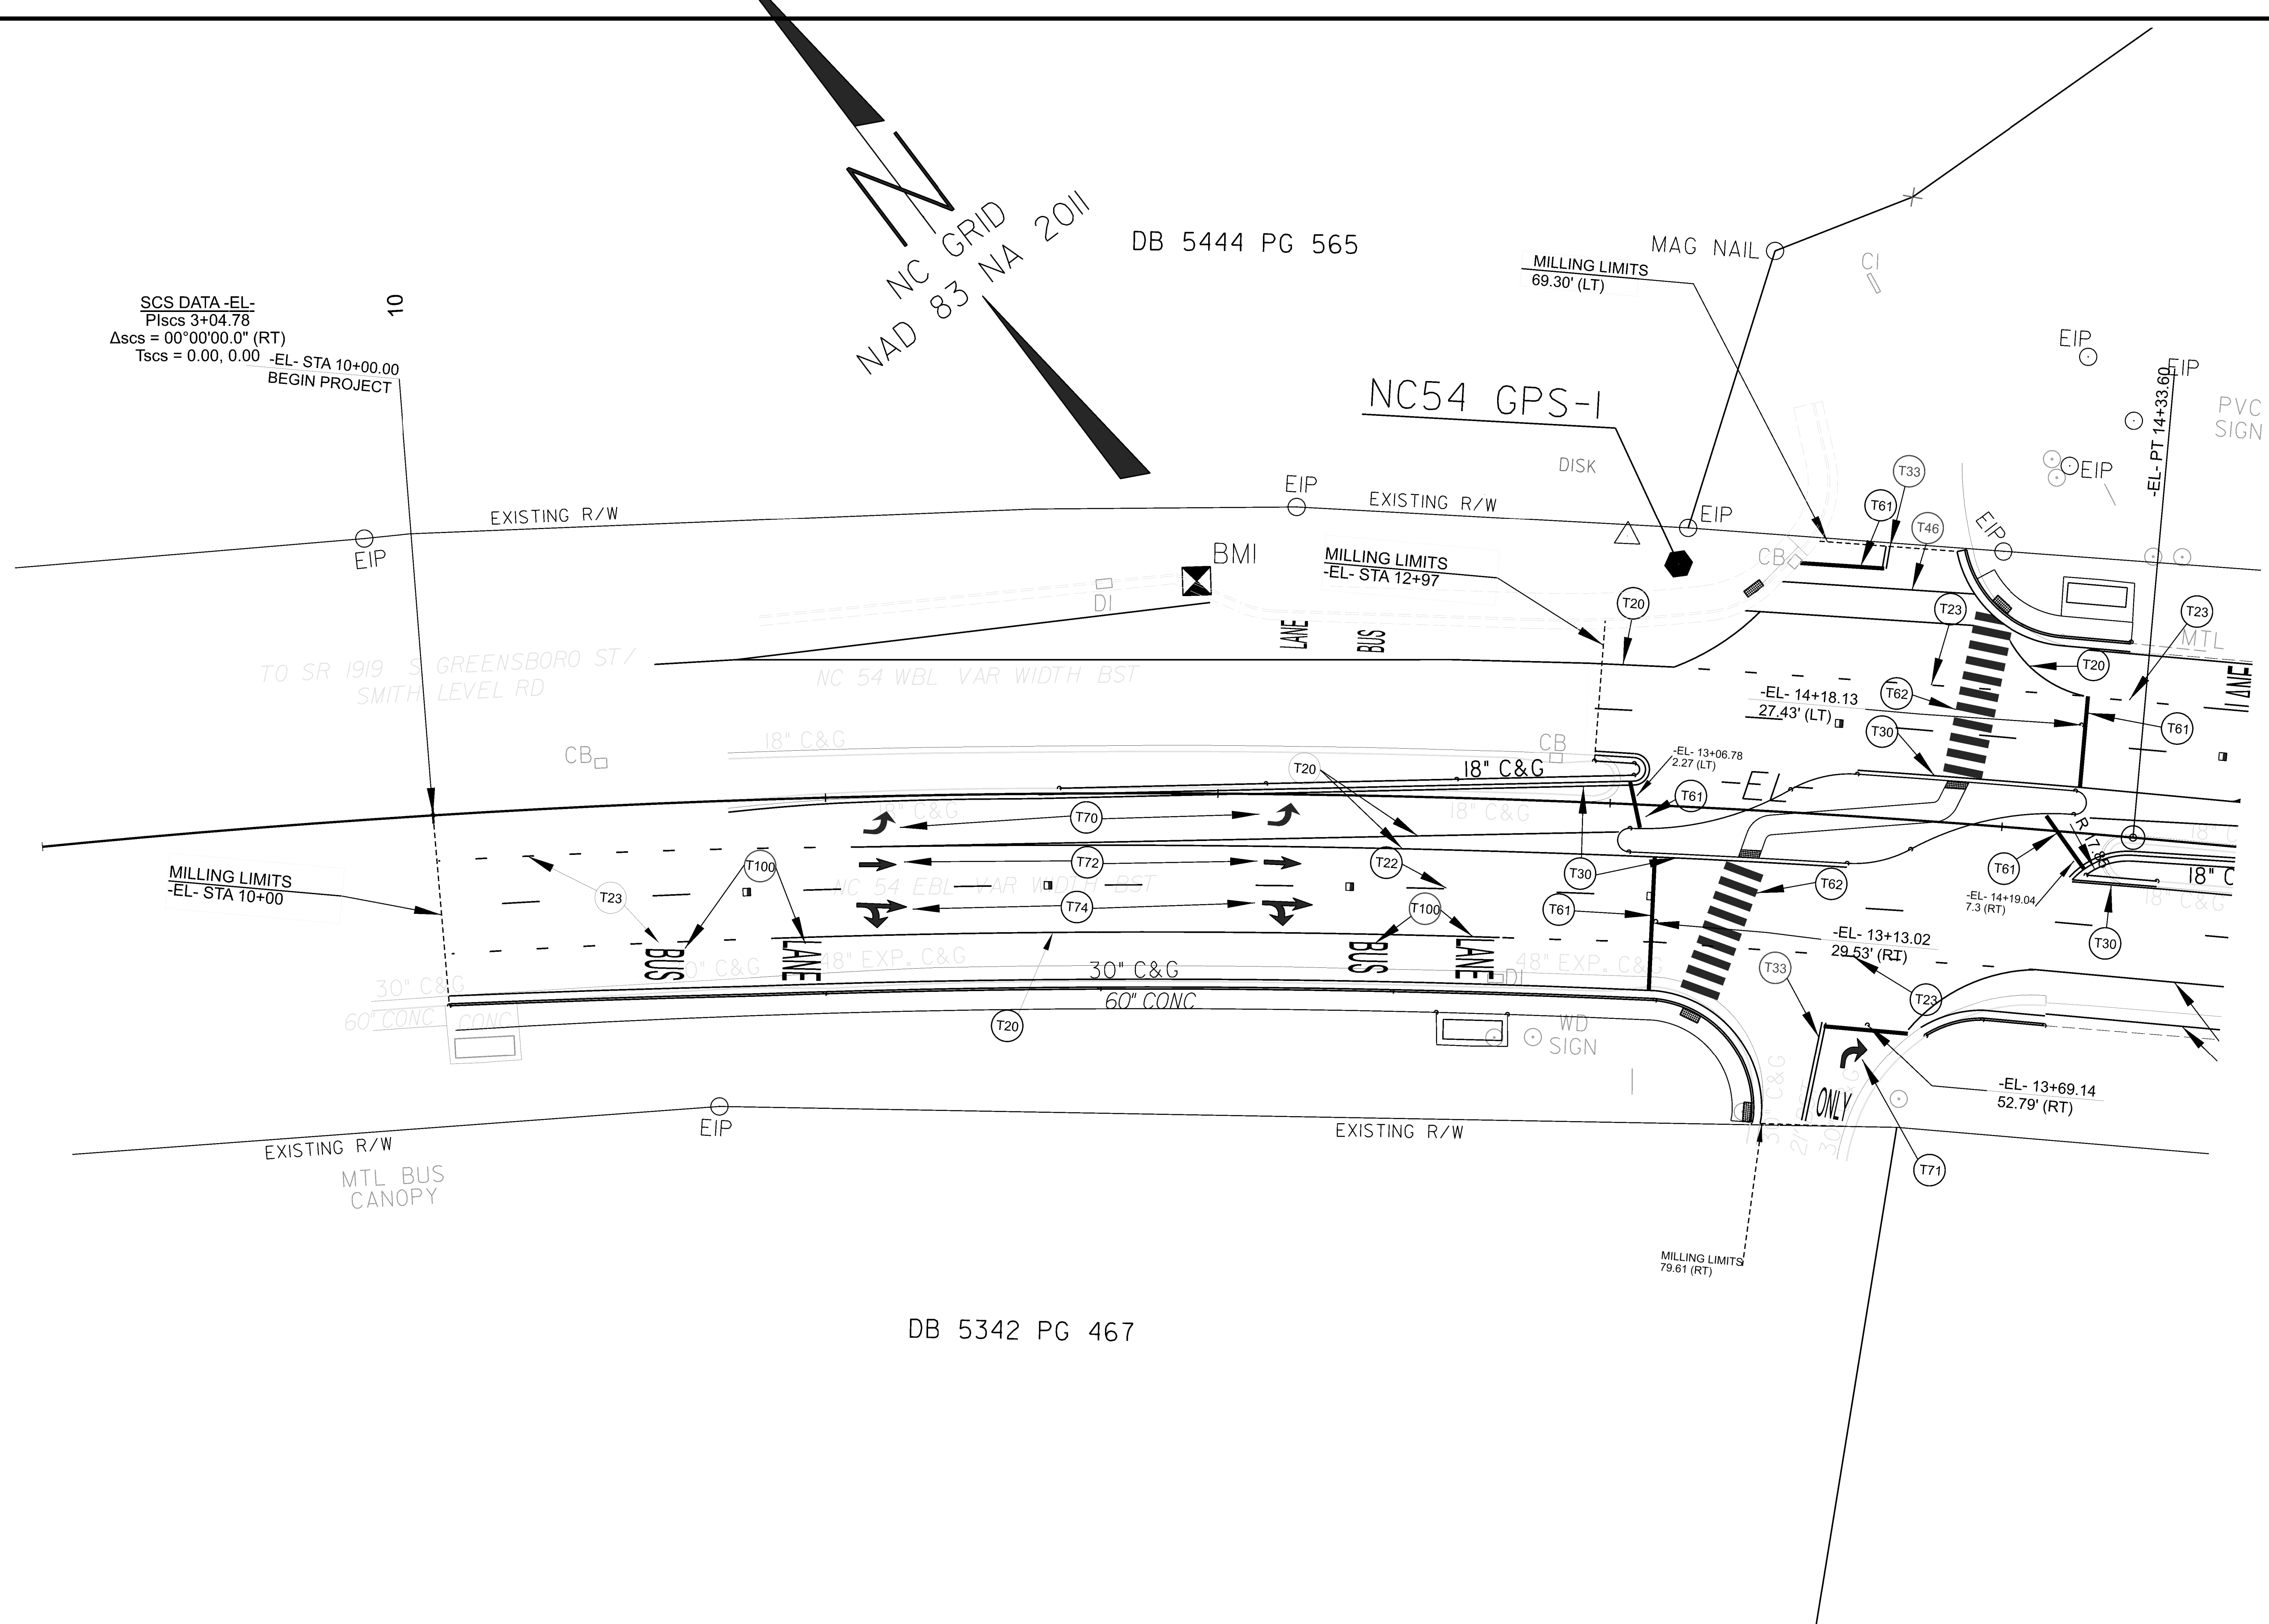 NC GRID
NAD 83 NA 2011
DB 5444 PG 565
MAG NAIL
CI
MILLING LIMITS
69.30' (LT)
SCS DATA -EL-
PIscs 3+04.78
Δscs = 00°00'00.0" (RT)
Tscs = 0.00, 0.00
10
-EL- STA 10+00.00
BEGIN PROJECT
EIP
EIP
PVC
SIGN
-EL- PT 14+33.60
NC54 GPS-1
DISK
EIP
T33
T61
T46
EIP
EXISTING R/W
EIP
EXISTING R/W
EIP
EIP
BM1
MILLING LIMITS
-EL- STA 12+97
CB
DI
T20
T23
T23
LANE
BUS
MTL
T20
LANE
TO SR 1919 S GREENSBORO ST/
SMITH LEVEL RD
NC 54 WBL VAR WIDTH BST
-EL- 14+18.13
27.43' (LT)
T62
T61
T30
18" C&G
CB
CB
-EL- 13+06.78
2.27 (LT)
T20
18" C&G
EL
T61
18" C&G
18" C&G
T70
R 17.85
18" C
MILLING LIMITS
-EL- STA 10+00
T100
T72
T22
T30
T62
T61
18" C
NC 54 EBL VAR WIDTH BST
T23
T74
T100
T61
-EL- 14+19.04
7.3 (RT)
18" C&G
-EL- 13+13.02
29.53' (RT)
T30
BUS
LANE
BUS
LANE
0" C&G
48" EXP. C&G
48" EXP. C&G
30" C&G
30" C&G
DI
T33
T23
60" CONC
CONC
60" CONC
T20
WD
SIGN
30" C&G
ONLY
-EL- 13+69.14
52.79' (RT)
EIP
EXISTING R/W
EXISTING R/W
T71
MTL BUS
CANOPY
MILLING LIMITS
79.61 (RT)
DB 5342 PG 467